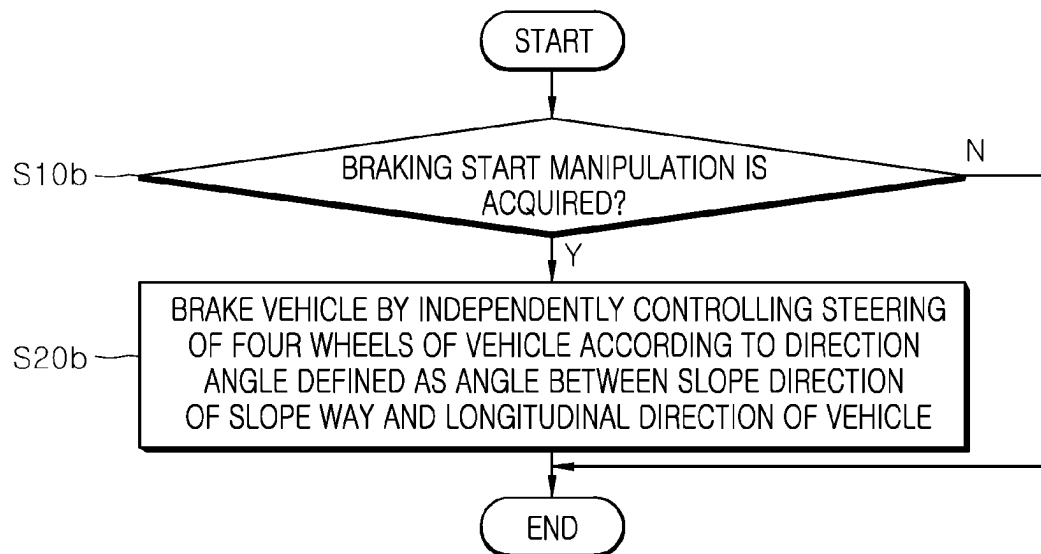 START
S10b
BRAKING START MANIPULATION IS
ACQUIRED?
N
Y
S20b
BRAKE VEHICLE BY INDEPENDENTLY CONTROLLING STEERING
OF FOUR WHEELS OF VEHICLE ACCORDING TO DIRECTION
ANGLE DEFINED AS ANGLE BETWEEN SLOPE DIRECTION
OF SLOPE WAY AND LONGITUDINAL DIRECTION OF VEHICLE
END